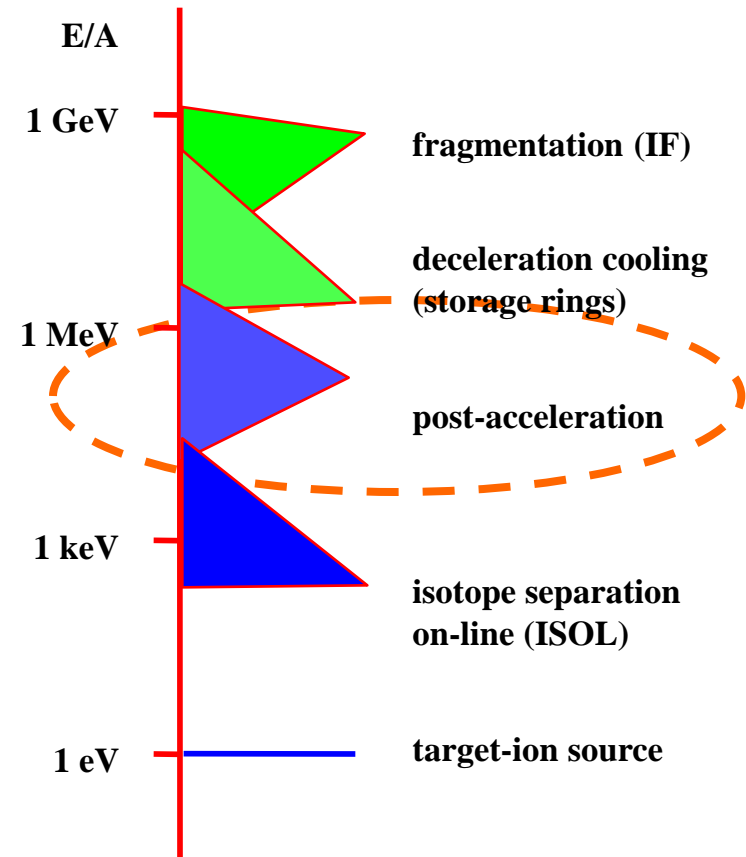 E/A
1 GeV
fragmentation (IF)
deceleration cooling
(storage rings)
1 MeV
post-acceleration
1 keV
isotope separation
on-line (ISOL)
1 eV
target-ion source